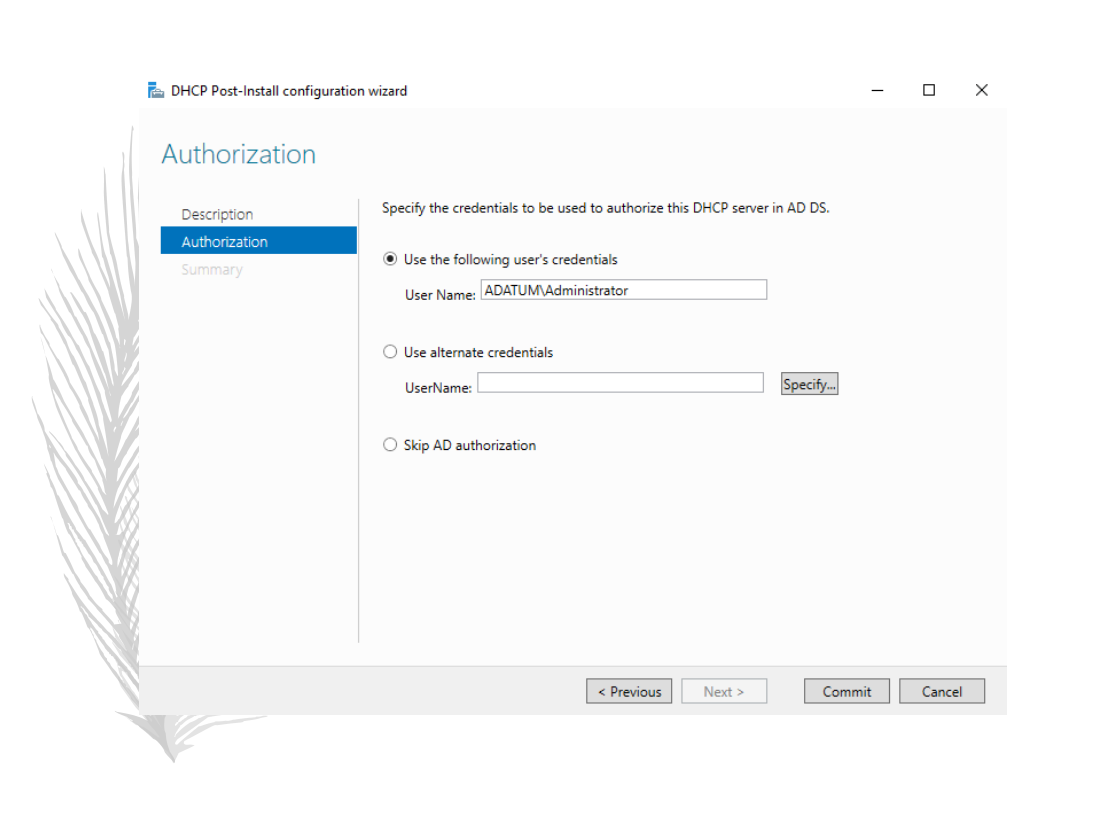 DHCP Post-Install configuration wizard
Authorization
Description
Authorization
Summary
Specify the credentials to be used to authorize this DHCP server in AD DS.
Use the following user's credentials
User Name: ADATUM\Administrator
Use alternate credentials
UserName: Specify...
Skip AD authorization
< Previous Next > Commit Cancel